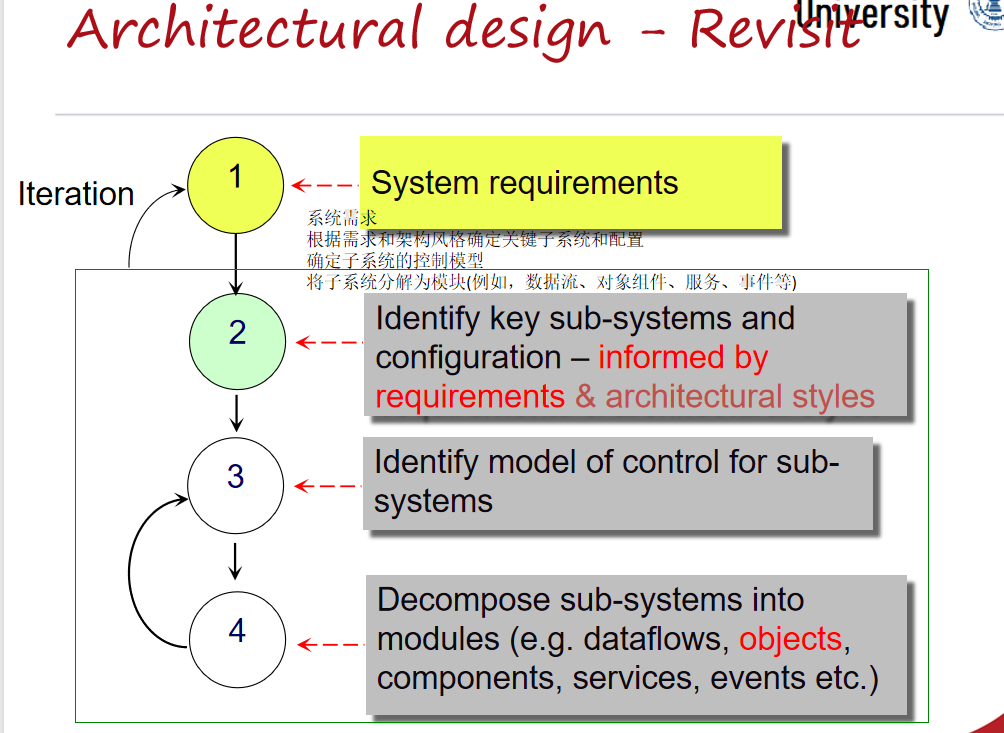 University
Architectural design - Revisit
Iteration
1
System requirements
系统需求
根据需求和架构风格确定关键子系统和配置
确定子系统的控制模型
将子系统分解为模块(例如，数据流、对象组件、服务、事件等)
2
Identify key sub-systems and
configuration – informed by
requirements & architectural styles
3
Identify model of control for sub-
systems
4
Decompose sub-systems into
modules (e.g. dataflows, objects,
components, services, events etc.)